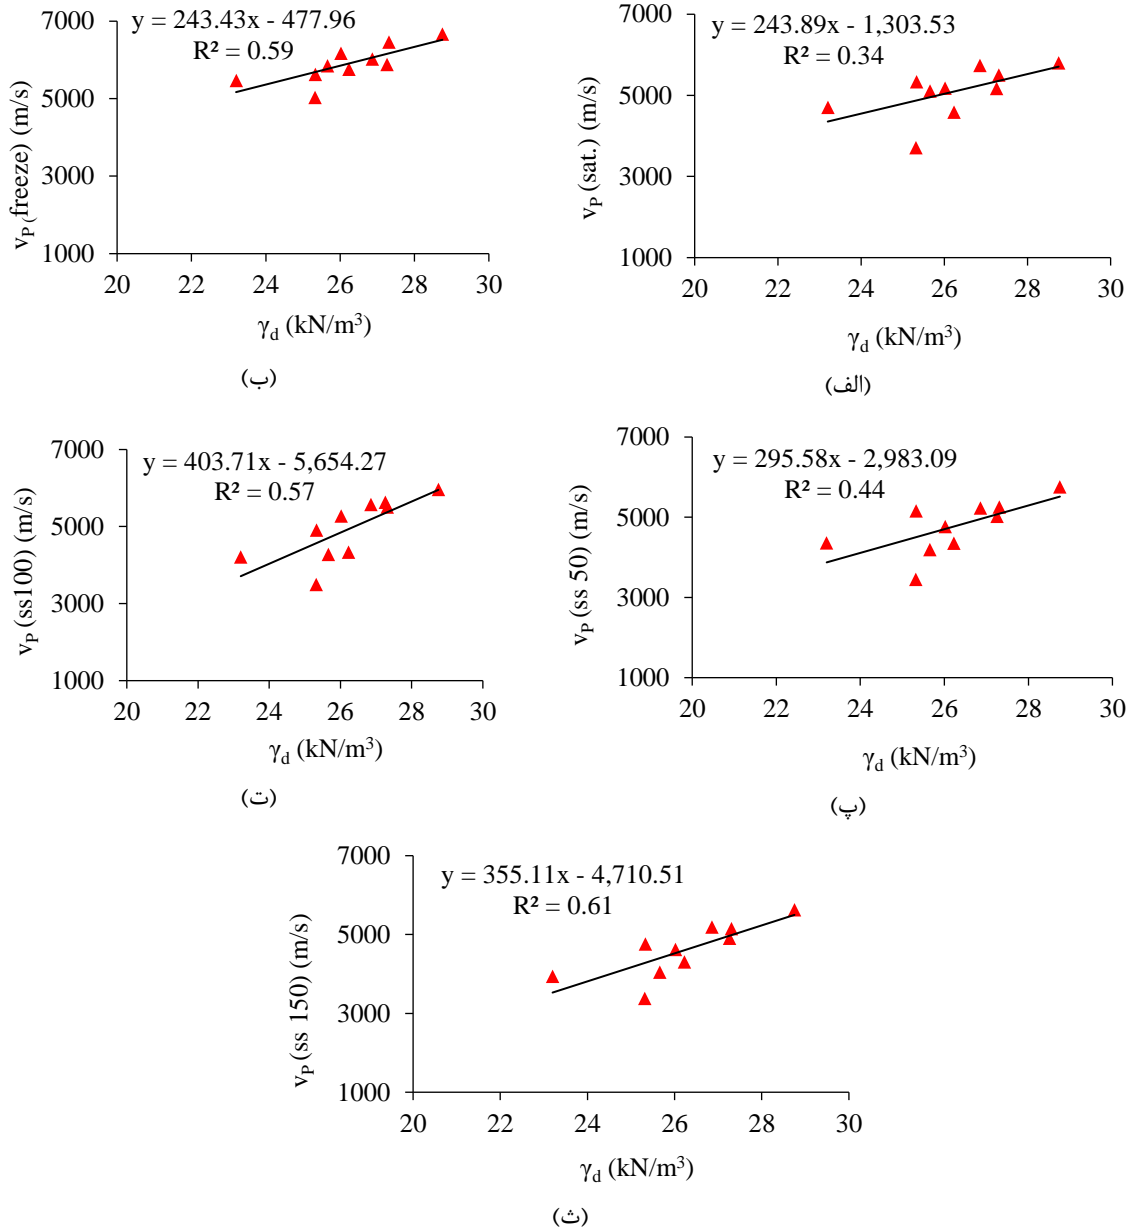 7000
5000
3000
1000
y = 243.89x - 1,303.53
R² = 0.34
vP (sat.) (m/s)
20 22 24 26 28 30
γd (kN/m³)
(الف)
7000
5000
3000
1000
y = 243.43x - 477.96
R² = 0.59
vP (freeze) (m/s)
20 22 24 26 28 30
γd (kN/m³)
(ب)
7000
5000
3000
1000
y = 295.58x - 2,983.09
R² = 0.44
vP (ss 50) (m/s)
20 22 24 26 28 30
γd (kN/m³)
(پ)
7000
5000
3000
1000
y = 403.71x - 5,654.27
R² = 0.57
vP (ss100) (m/s)
20 22 24 26 28 30
γd (kN/m³)
(ت)
7000
5000
3000
1000
y = 355.11x - 4,710.51
R² = 0.61
vP (ss 150) (m/s)
20 22 24 26 28 30
γd (kN/m³)
(ث)